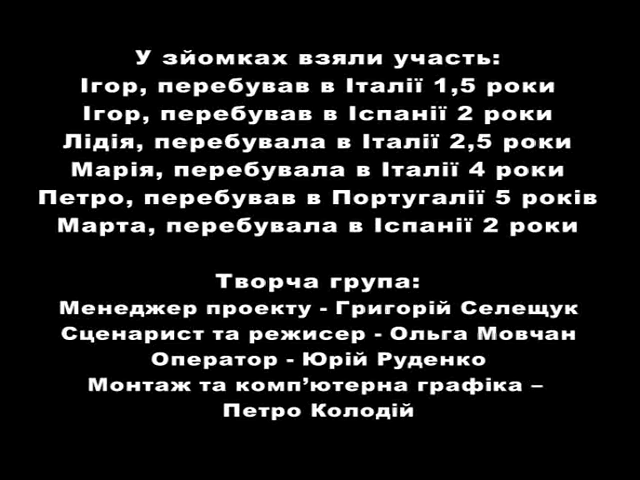 У зйомках взяли участь:
Ігор, перебував в Італії 1,5 роки
Ігор, перебував в Іспанії 2 роки
Лідія, перебувала в Італії 2,5 роки
Марія, перебувала в Італії 4 роки
Петро, перебував в Португалії 5 років
Марта, перебувала в Іспанії 2 роки
Творча група:
Менеджер проекту - Григорій Селещук
Сценарист та режисер - Ольга Мовчан
Оператор - Юрій Руденко
Монтаж та комп’ютерна графіка –
Петро Колодій